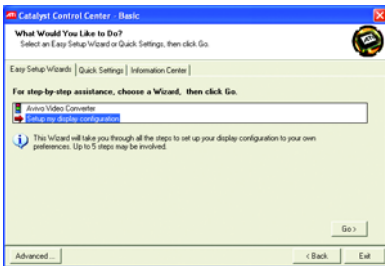 ATI Catalyst Control Center - Basic
What Would You Like to Do?
Select an Easy Setup Wizard or Quick Settings, then click Go.
ATI
Easy Setup Wizards
Quick Settings
Information Center
For step-by-step assistance, choose a Wizard, then click Go.
Avivo Video Converter
Setup my display configuration
This Wizard will take you through all the steps to set up your display configuration to your own
preferences. Up to 5 steps may be involved.
Go >
Advanced ...
< Back
Exit